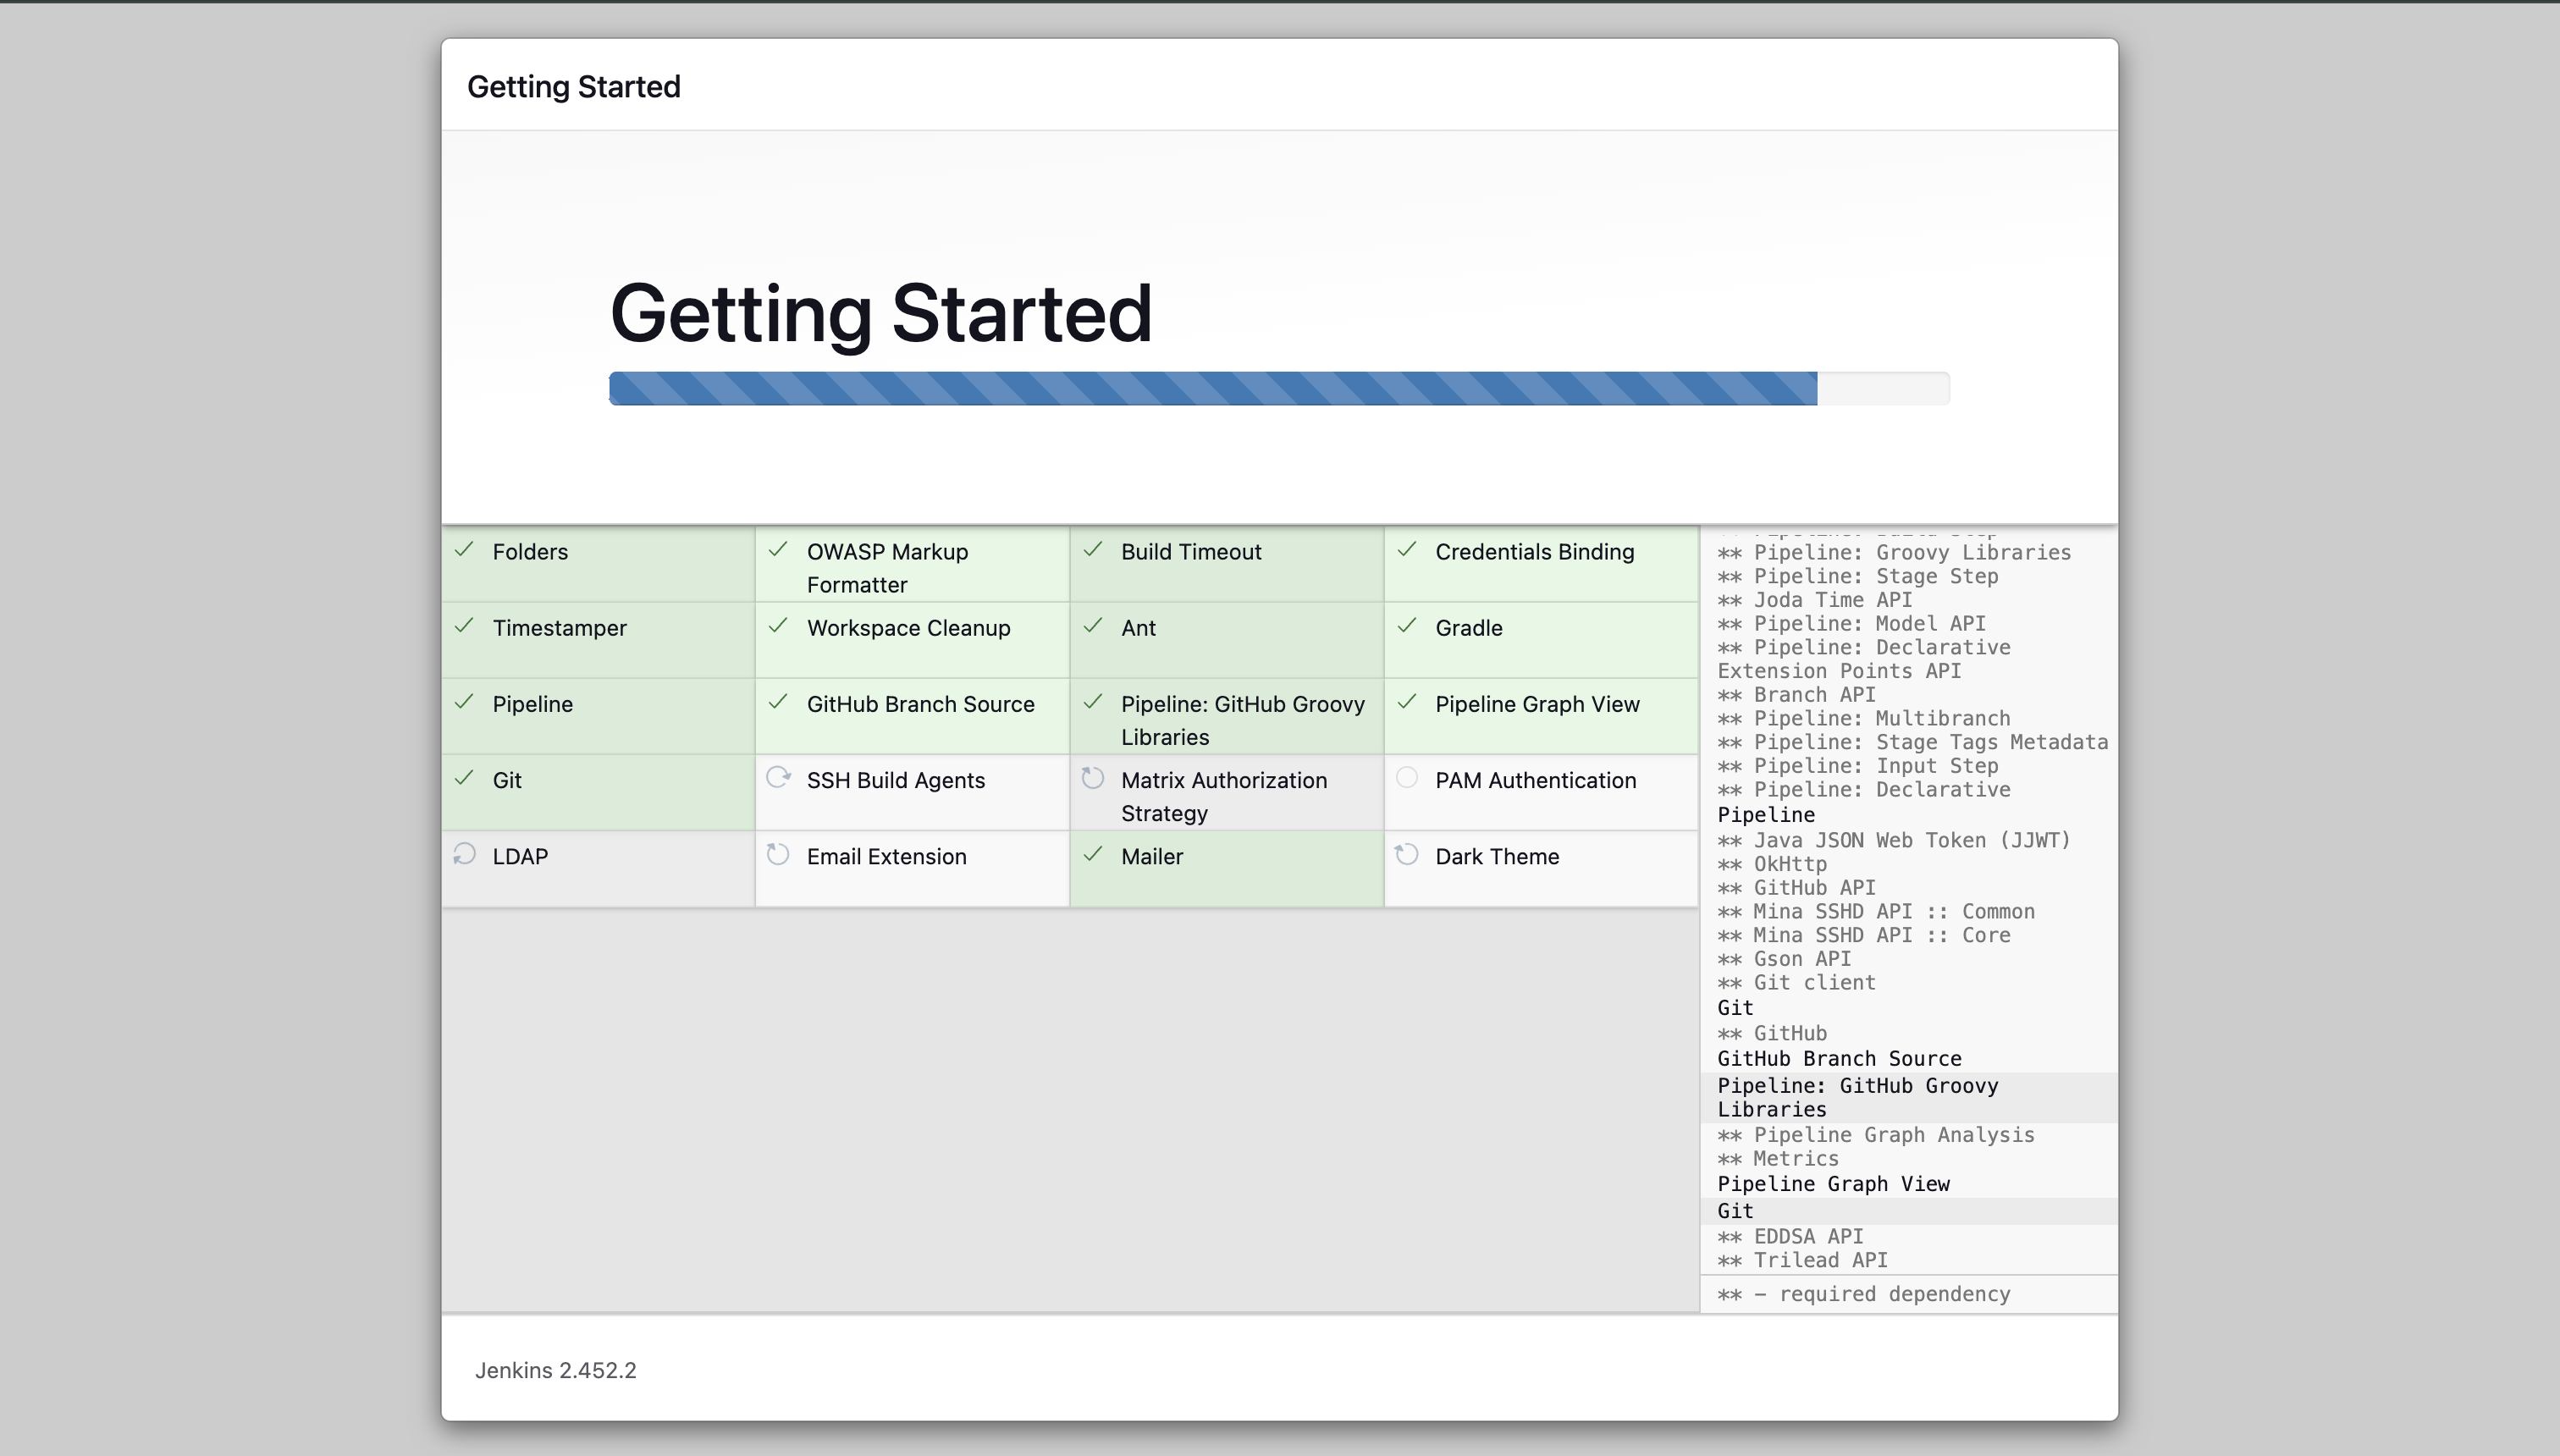 Getting Started
Getting Started
Folders
OWASP Markup
Formatter
Build Timeout
Credentials Binding
Timestamper
Workspace Cleanup
Ant
Gradle
Pipeline
GitHub Branch Source
Pipeline: GitHub Groovy
Libraries
Pipeline Graph View
Git
SSH Build Agents
Matrix Authorization
Strategy
PAM Authentication
LDAP
Email Extension
Mailer
Dark Theme
** Pipeline: Groovy Libraries
** Pipeline: Stage Step
** Joda Time API
** Pipeline: Model API
** Pipeline: Declarative
Extension Points API
** Branch API
** Pipeline: Multibranch
** Pipeline: Stage Tags Metadata
** Pipeline: Input Step
** Pipeline: Declarative
Pipeline
** Java JSON Web Token (JJWT)
** OkHttp
** GitHub API
** Mina SSHD API :: Common
** Mina SSHD API :: Core
** Gson API
** Git client
Git
** GitHub
GitHub Branch Source
Pipeline: GitHub Groovy
Libraries
** Pipeline Graph Analysis
** Metrics
Pipeline Graph View
Git
** EDDSA API
** Trilead API
** – required dependency
Jenkins 2.452.2